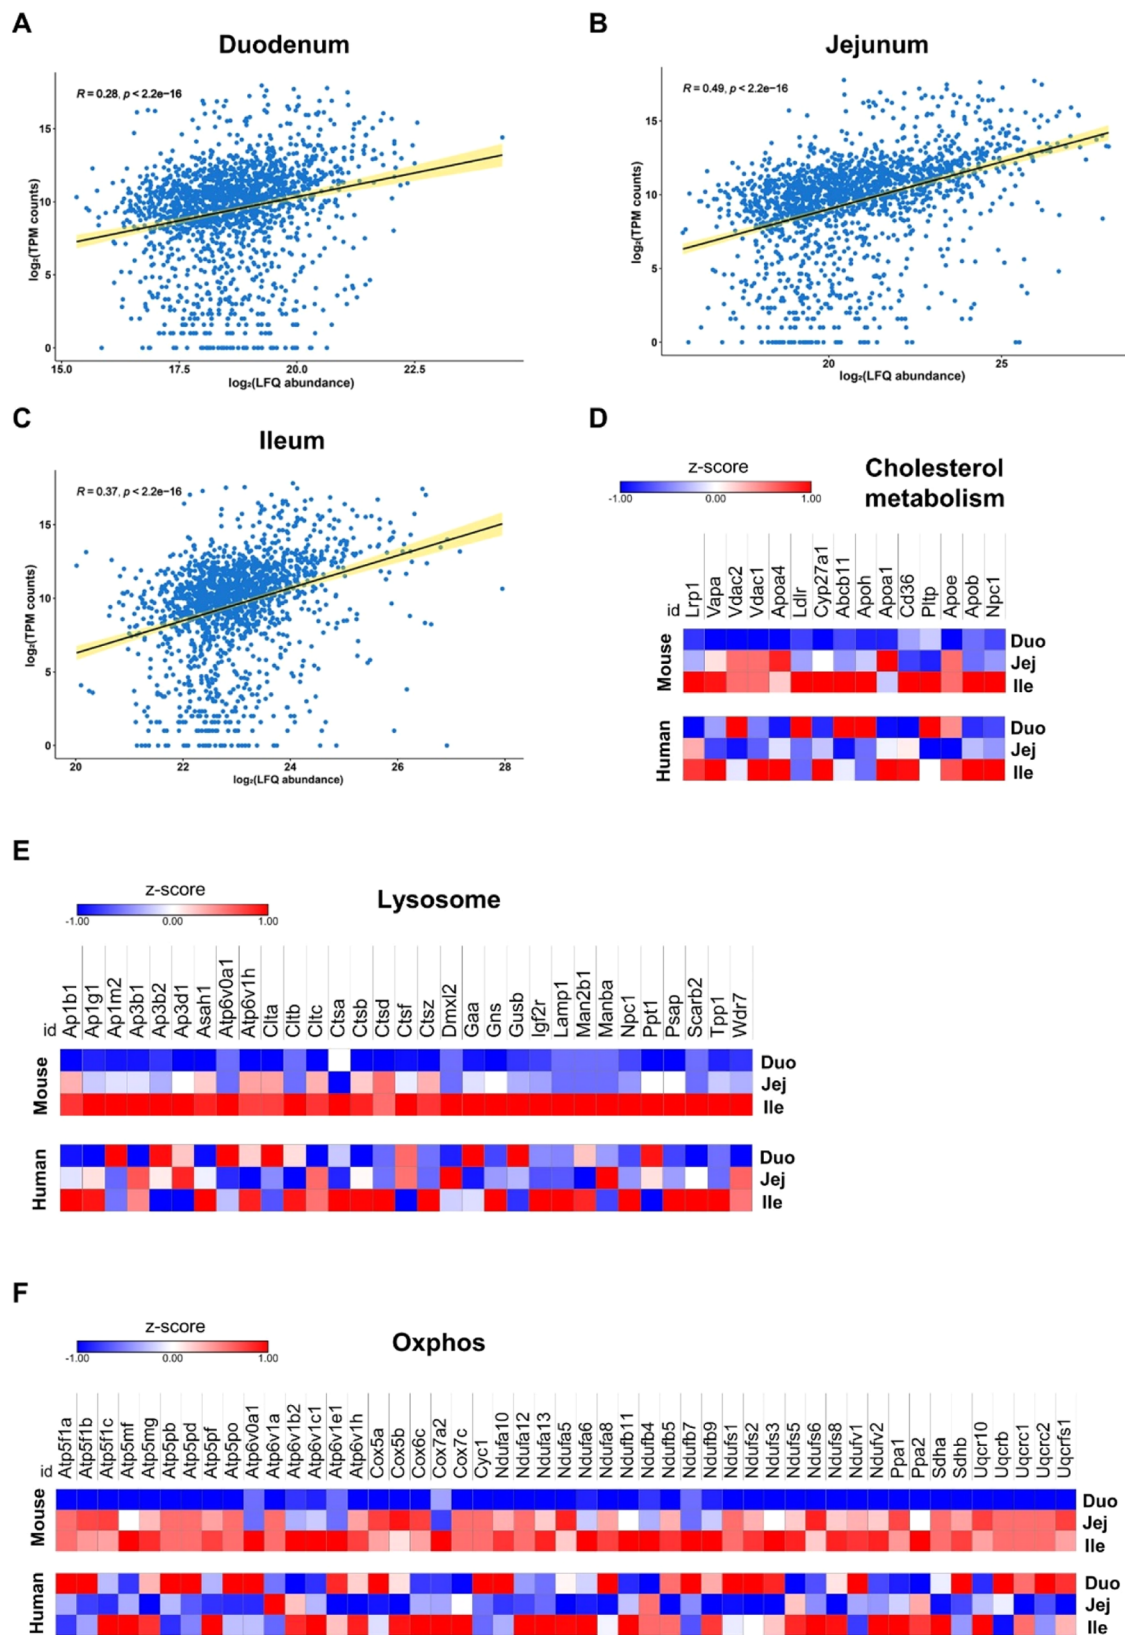 A
Duodenum
R = 0.28, p < 2.2e−16
log₂(TPM counts)
15
10
5
0
15.0 17.5 20.0 22.5
log₂(LFQ abundance)
B
Jejunum
R = 0.49, p < 2.2e−16
log₂(TPM counts)
15
10
5
0
20 25
log₂(LFQ abundance)
C
Ileum
R = 0.37, p < 2.2e−16
log₂(TPM counts)
15
10
5
0
20 22 24 26 28
log₂(LFQ abundance)
D
Cholesterol
metabolism
z-score
-1.00 0.00 1.00
id Lrp1 Vapa Vdac2 Vdac1 Apoa4 Ldlr Cyp27a1 Abcb11 Apoh Apoa1 Cd36 Pltp Apoe Apob Npc1
Mouse
Duo
Jej
Ile
Human
Duo
Jej
Ile
E
Lysosome
z-score
-1.00 0.00 1.00
id Ap1b1 Ap1g1 Ap1m2 Ap3b1 Ap3b2 Ap3d1 Asah1 Atp6v0a1 Atp6v1h Clta Cltb Cltc Ctsa Ctsb Ctsd Ctsf Ctsz Dmxl2 Gaa Gns Gusb Igf2r Lamp1 Man2b1 Manba Npc1 Ppt1 Psap Scarb2 Tpp1 Wdr7
Mouse
Duo
Jej
Ile
Human
Duo
Jej
Ile
F
Oxphos
z-score
-1.00 0.00 1.00
id Atp5f1a Atp5f1b Atp5f1c Atp5mf Atp5mg Atp5pb Atp5pd Atp5pf Atp5po Atp6v0a1 Atp6v1a Atp6v1b2 Atp6v1c1 Atp6v1e1 Atp6v1h Cox5a Cox5b Cox6c Cox7a2 Cox7c Cyc1 Ndufa10 Ndufa12 Ndufa13 Ndufa5 Ndufa6 Ndufa8 Ndufb11 Ndufb4 Ndufb5 Ndufb7 Ndufb9 Ndufs1 Ndufs2 Ndufs3 Ndufs5 Ndufs6 Ndufs8 Ndufv1 Ndufv2 Ppa1 Ppa2 Sdha Sdhb Uqcr10 Uqcrb Uqcrc1 Uqcrc2 Uqcrfs1
Mouse
Duo
Jej
Ile
Human
Duo
Jej
Ile